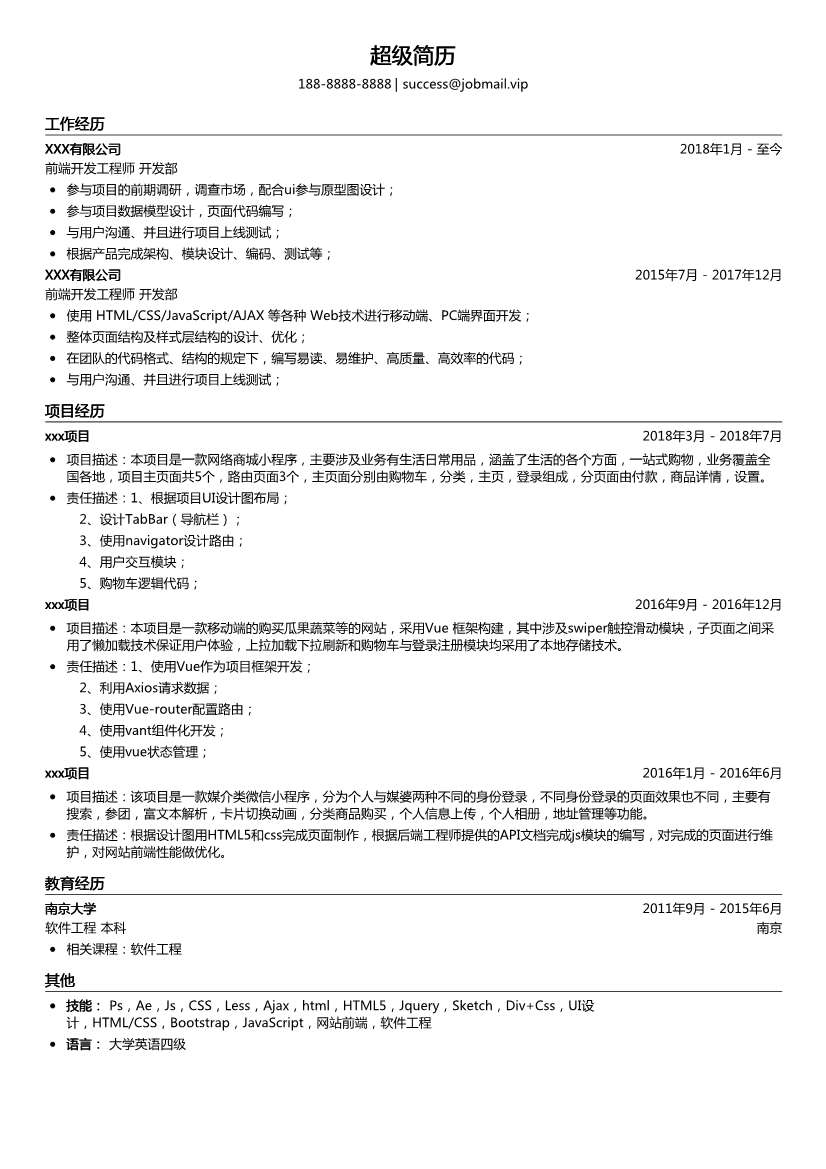 超级简历
188-8888-8888 | success@jobmail.vip
工作经历
XXX有限公司 2018年1月 - 至今
前端开发工程师 开发部
• 参与项目的前期调研，调查市场，配合ui参与原型图设计；
• 参与项目数据模型设计，页面代码编写；
• 与用户沟通、并且进行项目上线测试；
• 根据产品完成架构、模块设计、编码、测试等；
XXX有限公司 2015年7月 - 2017年12月
前端开发工程师 开发部
• 使用 HTML/CSS/JavaScript/AJAX 等各种 Web技术进行移动端、PC端界面开发；
• 整体页面结构及样式层结构的设计、优化；
• 在团队的代码格式、结构的规定下，编写易读、易维护、高质量、高效率的代码；
• 与用户沟通、并且进行项目上线测试；
项目经历
xxx项目 2018年3月 - 2018年7月
• 项目描述：本项目是一款网络商城小程序，主要涉及业务有生活日常用品，涵盖了生活的各个方面，一站式购物，业务覆盖全
国各地，项目主页面共5个，路由页面3个，主页面分别由购物车，分类，主页，登录组成，分页面由付款，商品详情，设置。
• 责任描述：1、根据项目UI设计图布局；
2、设计TabBar（导航栏）；
3、使用navigator设计路由；
4、用户交互模块；
5、购物车逻辑代码；
xxx项目 2016年9月 - 2016年12月
• 项目描述：本项目是一款移动端的购买瓜果蔬菜等的网站，采用Vue 框架构建，其中涉及swiper触控滑动模块，子页面之间采
用了懒加载技术保证用户体验，上拉加载下拉刷新和购物车与登录注册模块均采用了本地存储技术。
• 责任描述：1、使用Vue作为项目框架开发；
2、利用Axios请求数据；
3、使用Vue-router配置路由；
4、使用vant组件化开发；
5、使用vue状态管理；
xxx项目 2016年1月 - 2016年6月
• 项目描述：该项目是一款媒介类微信小程序，分为个人与媒婆两种不同的身份登录，不同身份登录的页面效果也不同，主要有
搜索，参团，富文本解析，卡片切换动画，分类商品购买，个人信息上传，个人相册，地址管理等功能。
• 责任描述：根据设计图用HTML5和css完成页面制作，根据后端工程师提供的API文档完成js模块的编写，对完成的页面进行维
护，对网站前端性能做优化。
教育经历
南京大学 2011年9月 - 2015年6月
软件工程 本科 南京
• 相关课程：软件工程
其他
• 技能： Ps，Ae，Js，CSS，Less，Ajax，html，HTML5，Jquery，Sketch，Div+Css，UI设
计，HTML/CSS，Bootstrap，JavaScript，网站前端，软件工程
• 语言： 大学英语四级